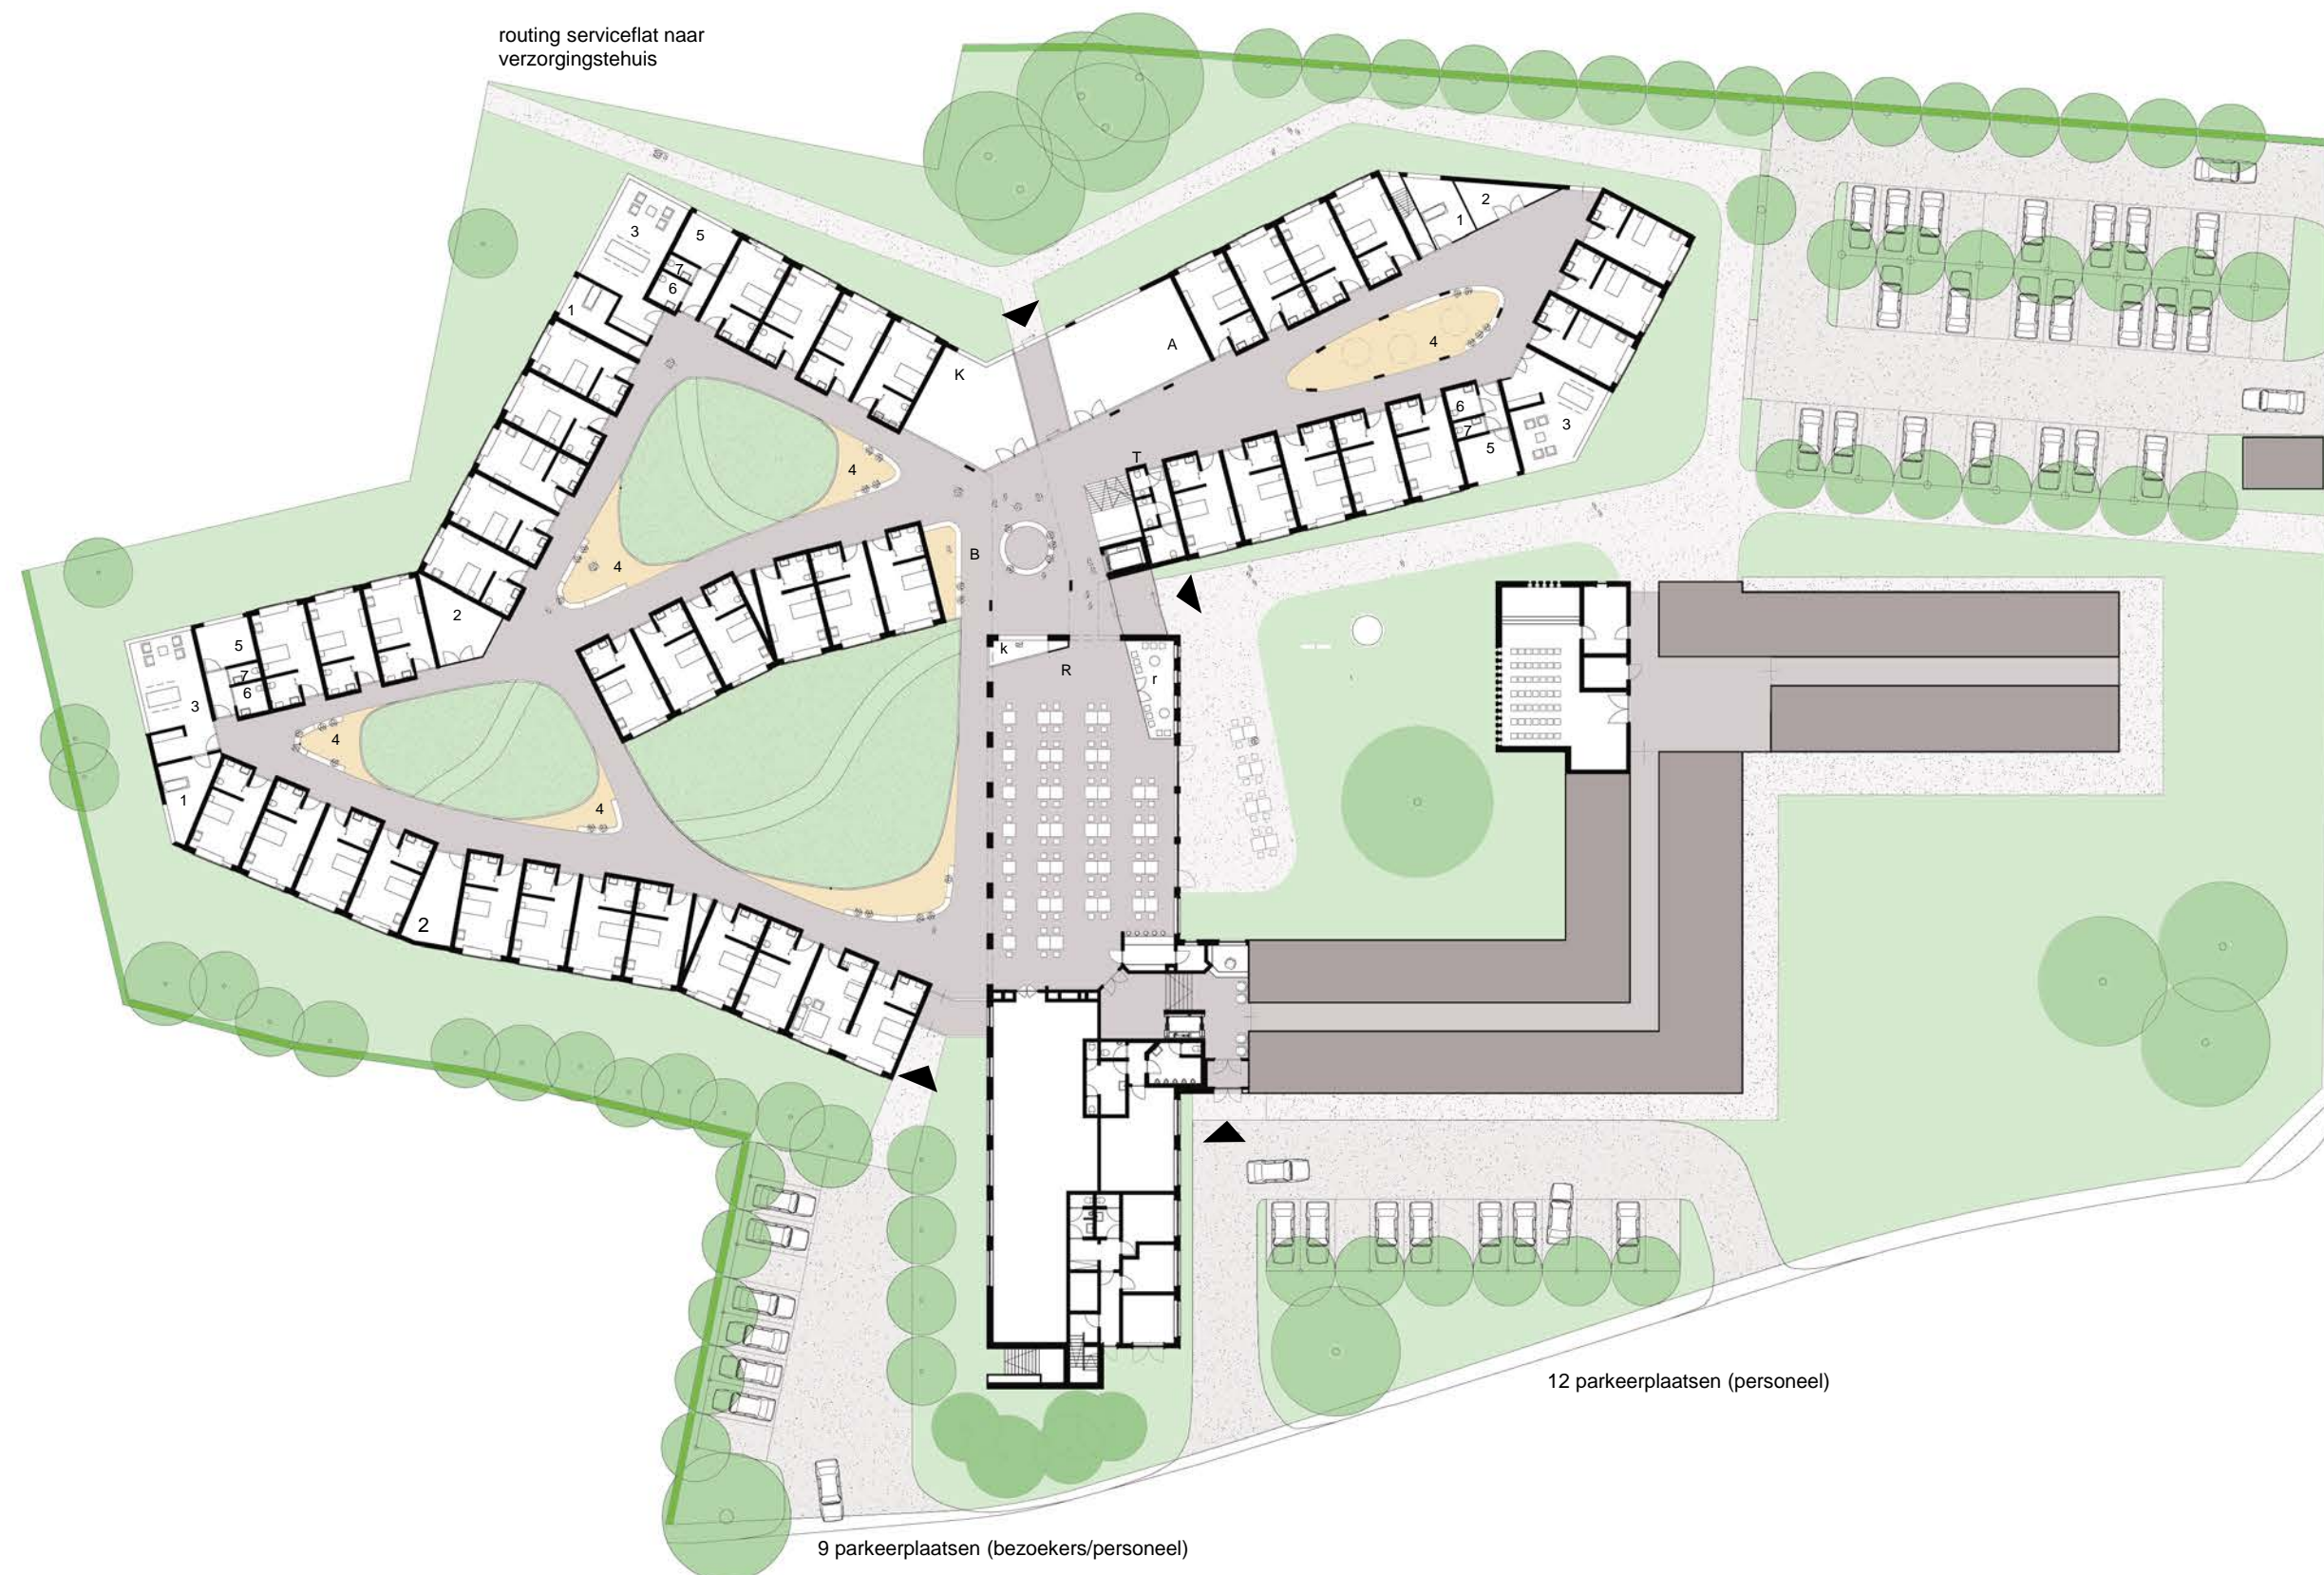 routing serviceflat naar
verzorgingstehuis
2
1
3
5
7
6
1
A
4
K
4
6
7
5
3
T
4
4
B
2
5
7
6
3
k
R
r
4
4
1
2
12 parkeerplaatsen (personeel)
9 parkeerplaatsen (bezoekers/personeel)